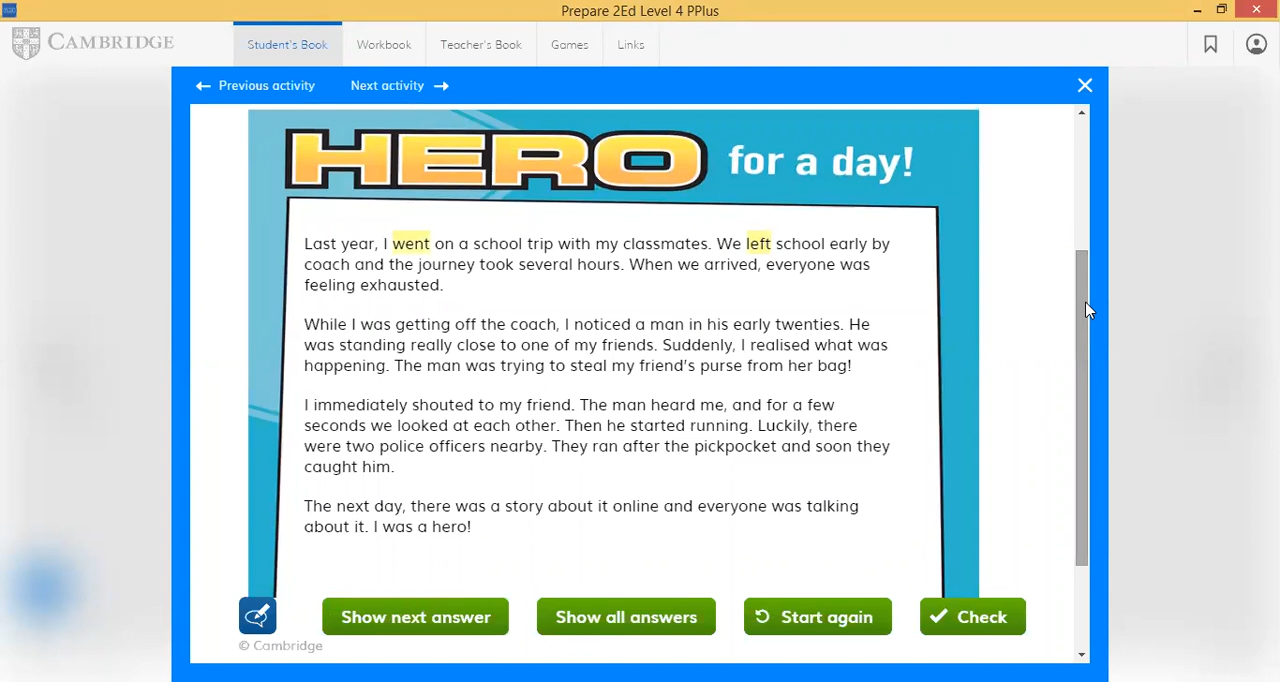 Prepare 2Ed Level 4 PPlus
CAMBRIDGE
Student's Book Workbook Teacher's Book Games Links
Previous activity Next activity
HERO for a day!
Last year, I went on a school trip with my classmates. We left school early by
coach and the journey took several hours. When we arrived, everyone was
feeling exhausted.
While I was getting off the coach, I noticed a man in his early twenties. He
was standing really close to one of my friends. Suddenly, I realised what was
happening. The man was trying to steal my friend's purse from her bag!
I immediately shouted to my friend. The man heard me, and for a few
seconds we looked at each other. Then he started running. Luckily, there
were two police officers nearby. They ran after the pickpocket and soon they
caught him.
The next day, there was a story about it online and everyone was talking
about it. I was a hero!
Show next answer Show all answers Start again Check
© Cambridge